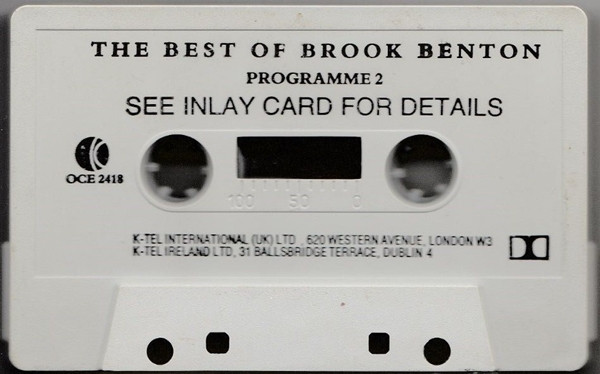 THE BEST OF BROOK BENTON
PROGRAMME 2
SEE INLAY CARD FOR DETAILS
K
OCE 2418
100 50 0
K-TEL INTERNATIONAL (UK) LTD., 620 WESTERN AVENUE, LONDON W3
K-TEL IRELAND LTD, 31 BALLSBRIDGE TERRACE, DUBLIN 4